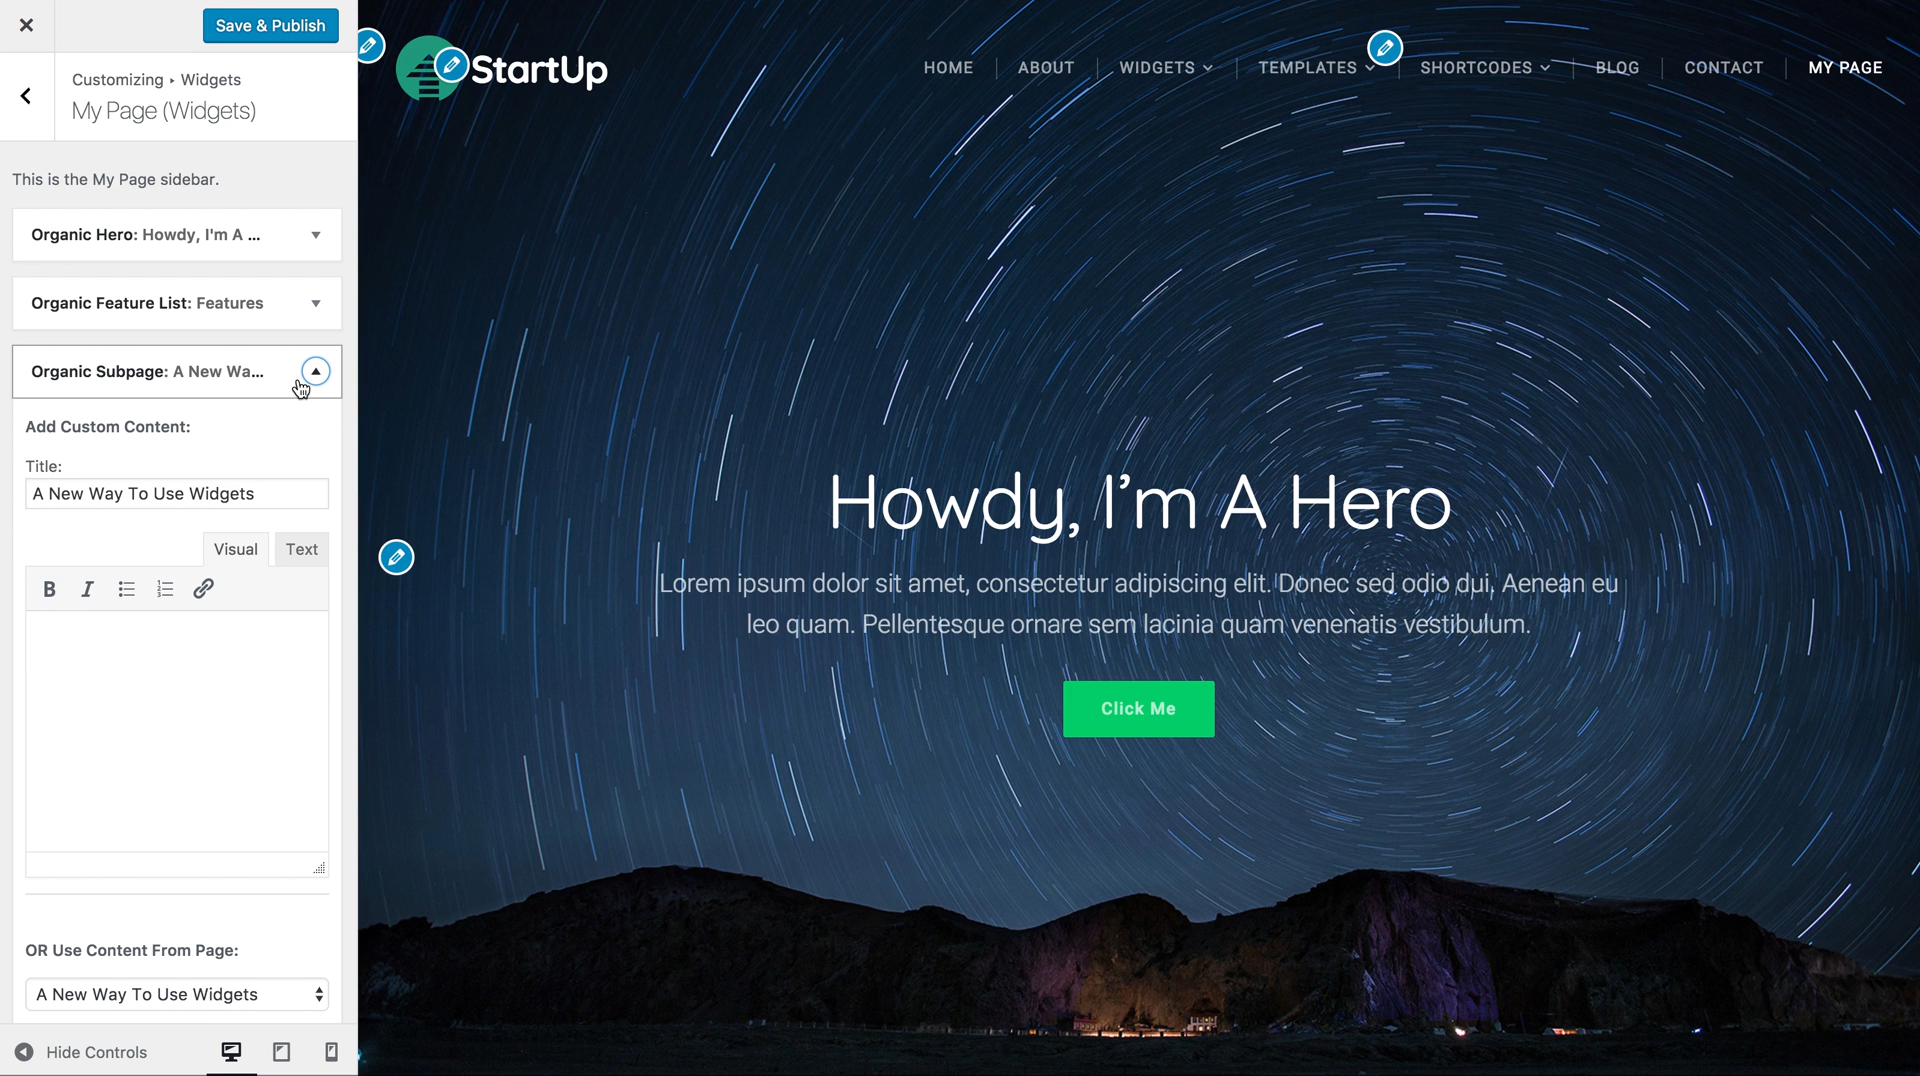 Save & Publish
Customizing ▸ Widgets
My Page (Widgets)
This is the My Page sidebar.
Organic Hero: Howdy, I'm A ...
Organic Feature List: Features
Organic Subpage: A New Wa...
Add Custom Content:
Title:
A New Way To Use Widgets
Visual
Text
B I
OR Use Content From Page:
A New Way To Use Widgets
Hide Controls
StartUp
HOME
ABOUT
WIDGETS
TEMPLATES
SHORTCODES
BLOG
CONTACT
MY PAGE
Howdy, I’m A Hero
Lorem ipsum dolor sit amet, consectetur adipiscing elit. Donec sed odio dui. Aenean eu
leo quam. Pellentesque ornare sem lacinia quam venenatis vestibulum.
Click Me